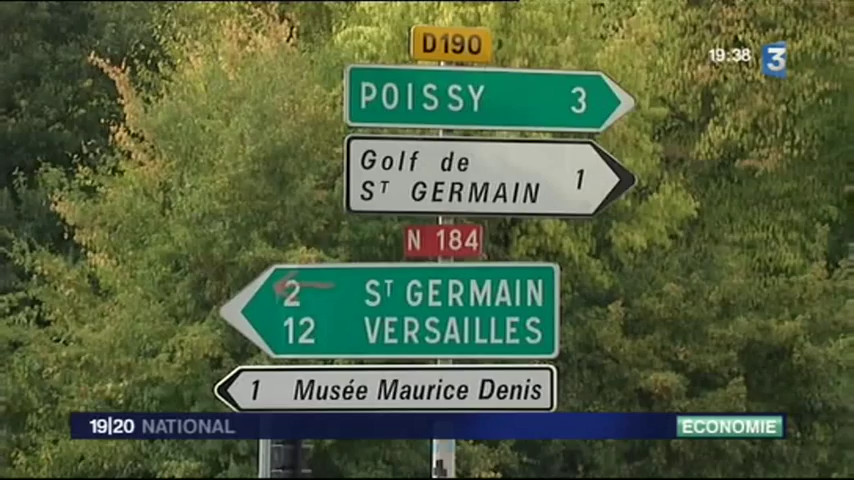 D190
19:38 3
POISSY 3
Golf de
Sᵀ GERMAIN 1
N 184
2 Sᵀ GERMAIN
12 VERSAILLES
1 Musée Maurice Denis
19|20 NATIONAL
ECONOMIE